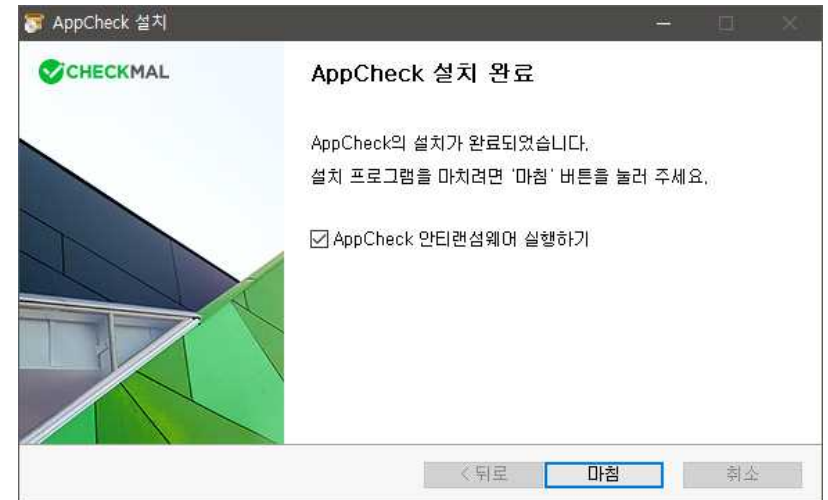 AppCheck 설치
CHECKMAL
AppCheck 설치 완료
AppCheck의 설치가 완료되었습니다.
설치 프로그램을 마치려면 '마침' 버튼을 눌러 주세요.
AppCheck 안티랜섬웨어 실행하기
< 뒤로
마침
취소